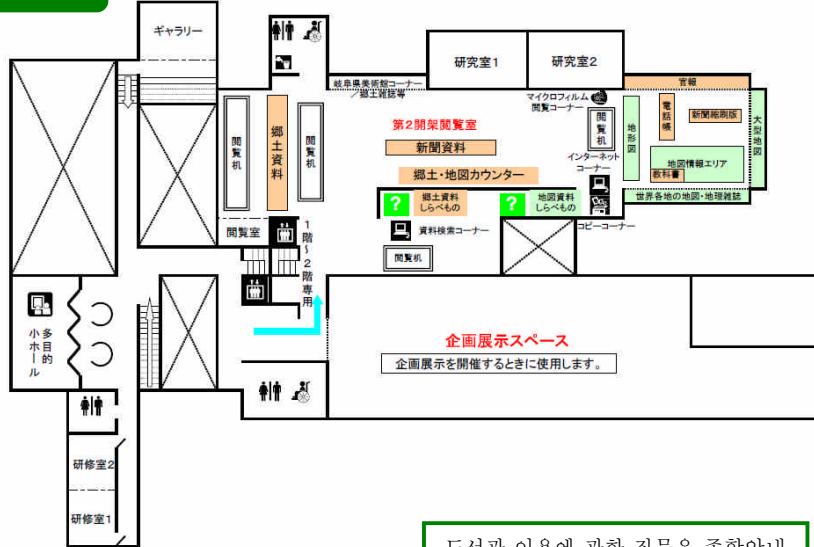 ギャラリー
研究室1
研究室2
岐阜県美術館コーナー
／郷土雑誌等
マイクロフィルム
閲覧コーナー
官報
第2開架閲覧室
閲覧机
郷土資料
閲覧机
閲覧机
地形図
電話帳
新聞縮刷版
大型地図
新聞資料
郷土・地図カウンター
インターネット
コーナー
地図情報エリア
教科書
?
郷土資料
しらべもの
?
地図資料
しらべもの
世界各地の地図・地理雑誌
閲覧室
1階~2階専用
資料検索コーナー
コピーコーナー
閲覧机
多目的
小ホール
企画展示スペース
企画展示を開催するときに使用します。
研修室2
研修室1